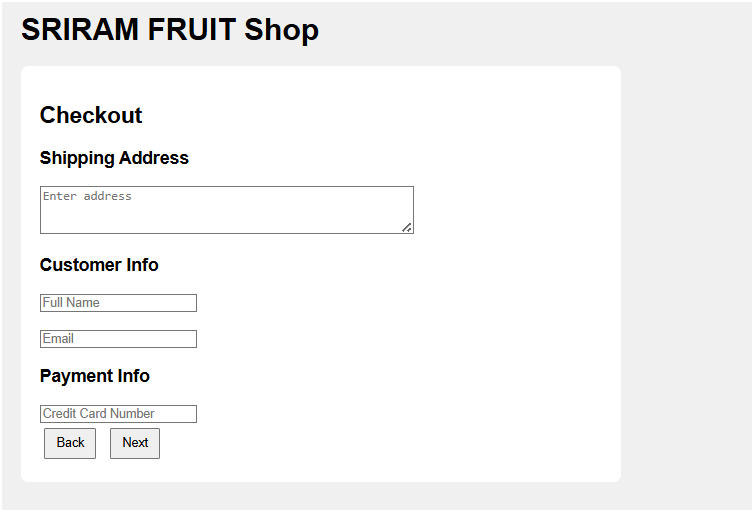 SRIRAM FRUIT Shop
Checkout
Shipping Address
Enter address
Customer Info
Full Name
Email
Payment Info
Credit Card Number
Back Next